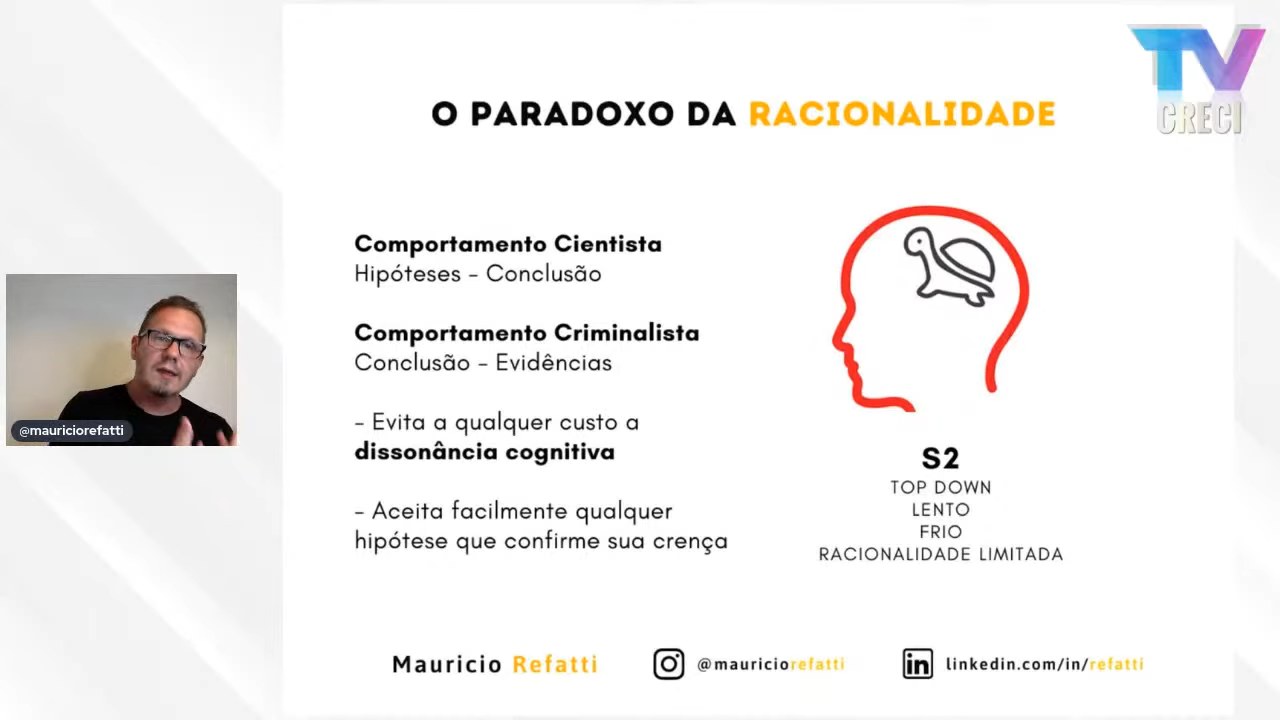 TV
CRECI
O PARADOXO DA RACIONALIDADE
Comportamento Cientista
Hipóteses - Conclusão
Comportamento Criminalista
Conclusão - Evidências
- Evita a qualquer custo a
dissonância cognitiva
- Aceita facilmente qualquer
hipótese que confirme sua crença
S2
TOP DOWN
LENTO
FRIO
RACIONALIDADE LIMITADA
@mauriciorefatti
Mauricio Refatti
@mauriciorefatti
linkedin.com/in/refatti